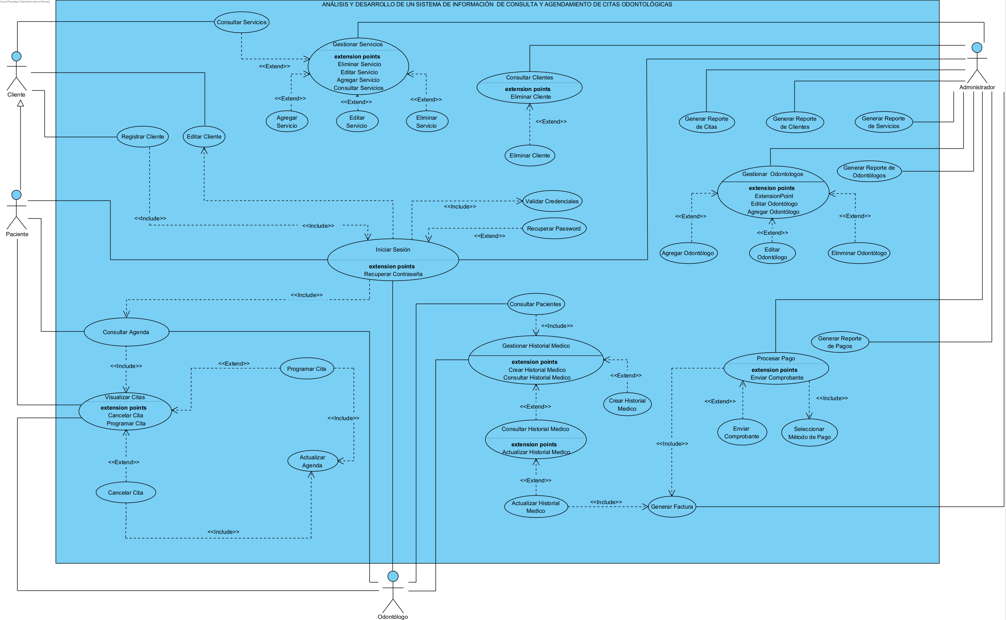 ANÁLISIS Y DESARROLLO DE UN SISTEMA DE INFORMACIÓN DE CONSULTA Y AGENDAMIENTO DE CITAS ODONTOLÓGICAS
Consultar Servicios
<<Extend>>
Gestionar Servicios
extension points
Eliminar Servicio
Editar Servicio
Agregar Servicio
Consultar Servicios
<<Extend>>
<<Extend>>
<<Extend>>
Agregar
Servicio
Editar
Servicio
Eliminar
Servicio
Consultar Clientes
extension points
Eliminar Cliente
<<Extend>>
Eliminar Cliente
Cliente
Administrador
Generar Reporte
de Citas
Generar Reporte
de Clientes
Generar Reporte
de Servicios
Registrar Cliente
Editar Cliente
Generar Reporte de
Odontólogos
Gestionar Odontologos
extension points
ExtensionPoint
Editar Odontólogo
Agregar Odontólogo
<<Extend>>
<<Extend>>
<<Extend>>
Agregar Odontólogo
Editar
Odontólogo
Elinminar Odontólogo
Paciente
<<Include>>
<<Include>>
<<Include>>
Validar Credenciales
<<Extend>>
Recuperar Password
Iniciar Sesión
extension points
Recuperar Contraseña
<<Include>>
Consultar Agenda
<<Include>>
Visualizar Citas
extension points
Cancelar Cita
Programar Cita
<<Extend>>
Programar Cita
<<Include>>
Actualizar
Agenda
<<Extend>>
Cancelar Cita
<<Include>>
Consultar Pacientes
<<Include>>
Gestionar Historial Medico
extension points
Crear Historial Medico
Consultar Historial Medico
<<Extend>>
Crear Historial
Medico
<<Extend>>
Consultar Historial Medico
extension points
Actualizar Historial Medico
<<Extend>>
Actualizar Historial
Medico
<<Include>>
Generar Factura
<<Include>>
Generar Reporte
de Pagos
Procesar Pago
extension points
Enviar Comprobante
<<Extend>>
<<Include>>
Enviar
Comprobante
Seleccionar
Método de Pago
Odontólogo